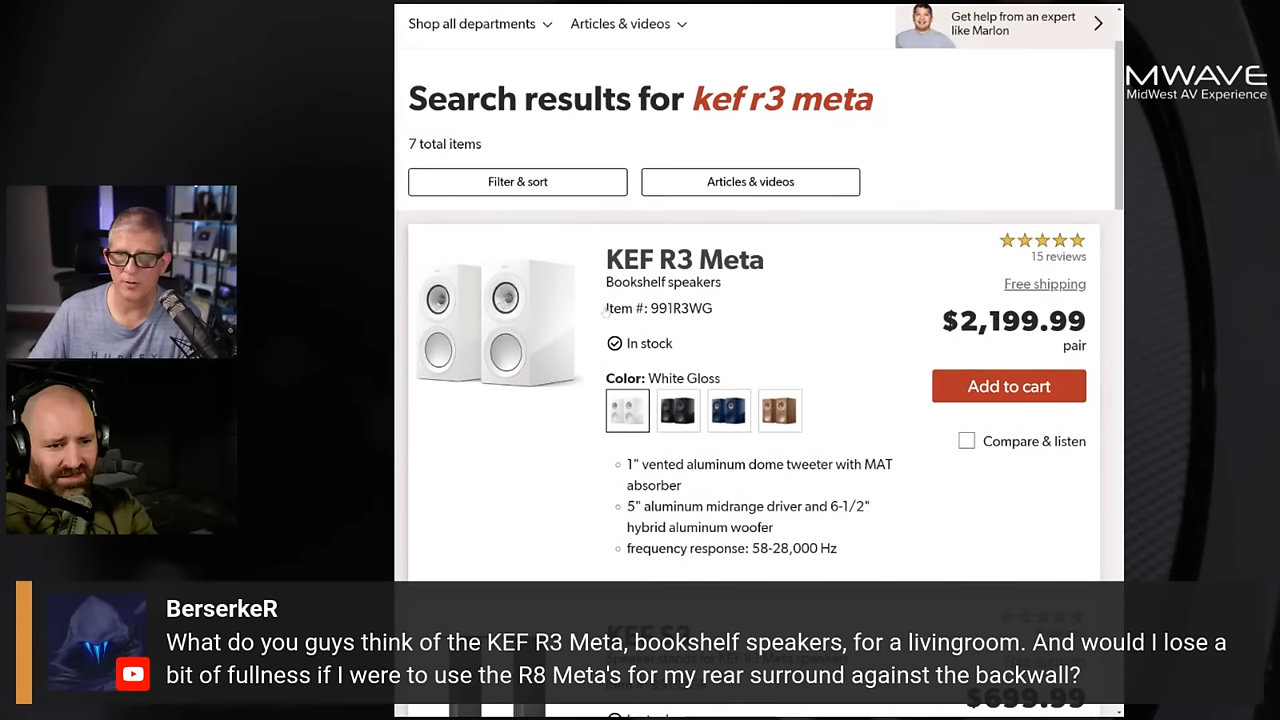 Shop all departments
Articles & videos
Get help from an expert
like Marlon
MWAVE
MidWest AV Experience
Search results for kef r3 meta
7 total items
Filter & sort
Articles & videos
KEF R3 Meta
Bookshelf speakers
Item #: 991R3WG
In stock
Color: White Gloss
15 reviews
Free shipping
$2,199.99
pair
Add to cart
Compare & listen
1" vented aluminum dome tweeter with MAT
absorber
5" aluminum midrange driver and 6-1/2"
hybrid aluminum woofer
frequency response: 58-28,000 Hz
HURLEY
BerserkeR
What do you guys think of the KEF R3 Meta, bookshelf speakers, for a livingroom. And would I lose a
bit of fullness if I were to use the R8 Meta's for my rear surround against the backwall?
$699.99